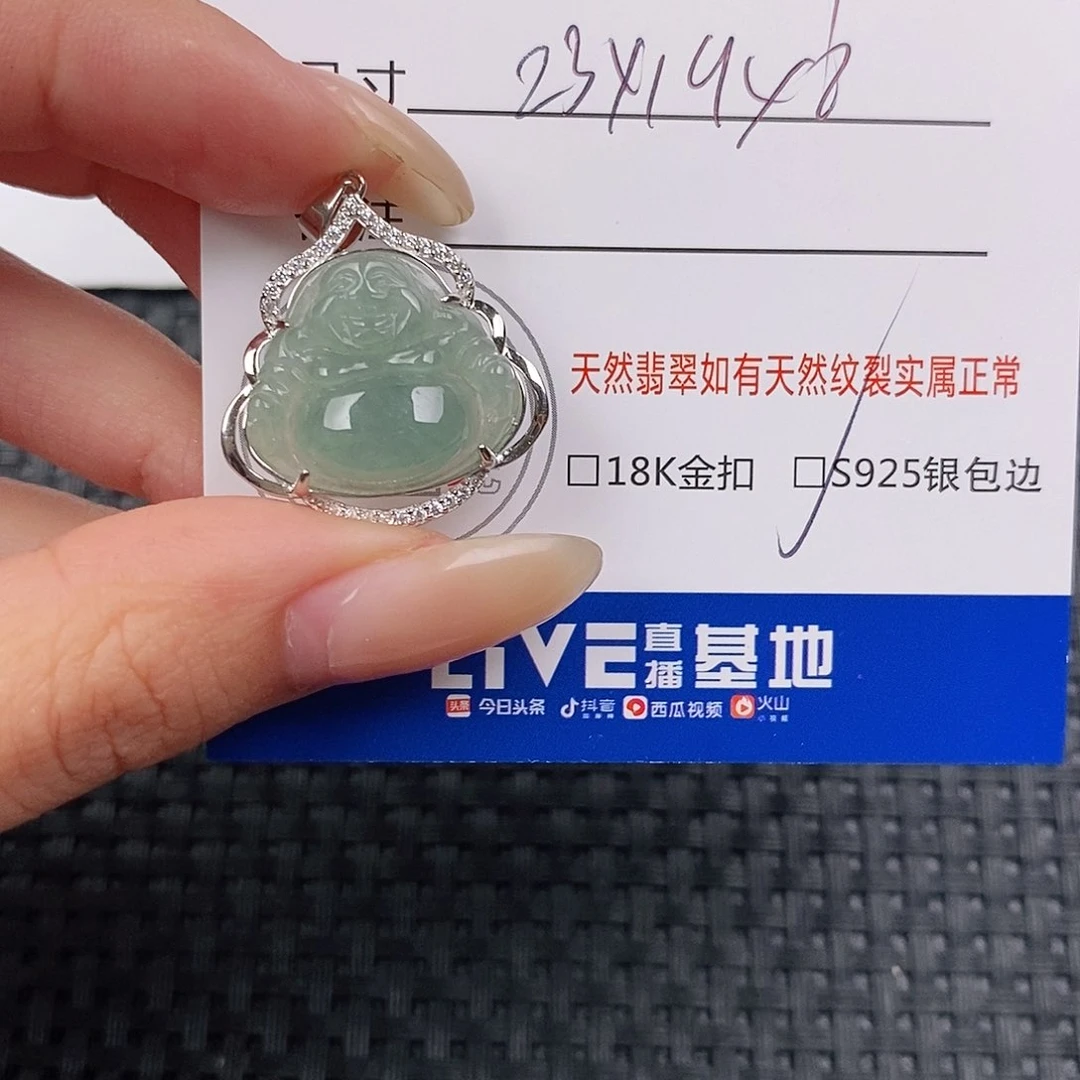 尺寸 23X19X8
天然翡翠如有天然纹裂实属正常
□18K金扣 □S925银包边
LIVE直播基地
头条 今日头条 抖音 西瓜视频 火山